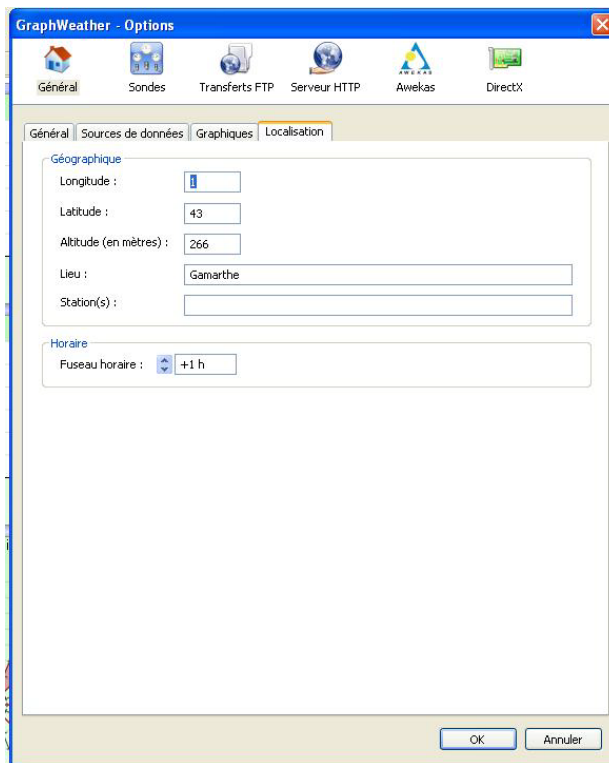 GraphWeather - Options
Général Sondes Transferts FTP Serveur HTTP Awekas DirectX
AWEKAS
Général Sources de données Graphiques Localisation
Géographique
Longitude : 1
Latitude : 43
Altitude (en mètres) : 266
Lieu : Gamarthe
Station(s) :
Horaire
Fuseau horaire : +1 h
OK Annuler